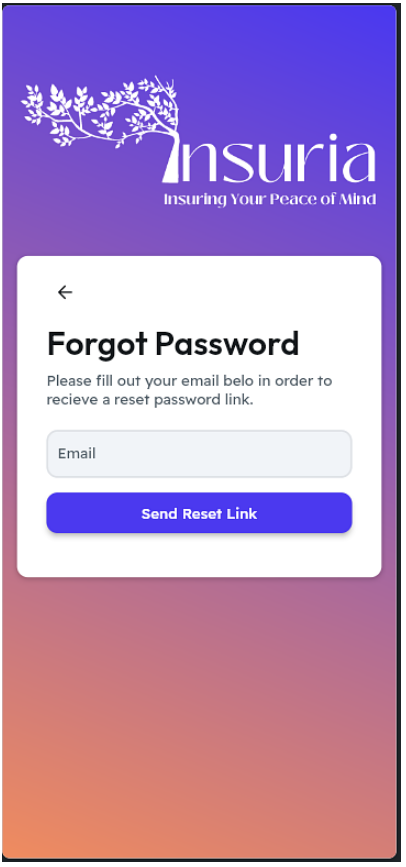 Insuria
Insuring Your Peace of Mind
Forgot Password
Please fill out your email belo in order to
recieve a reset password link.
Email
Send Reset Link